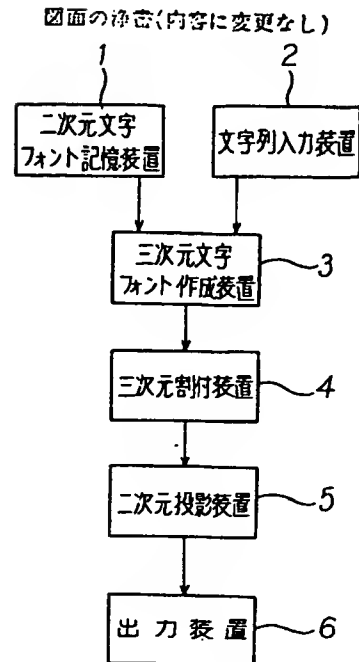 図面の浄書(内容に変更なし)
1
2
二次元文字
フォント記憶装置
文字列入力装置
三次元文字
フォント作成装置
3
三次元割付装置
4
二次元投影装置
5
出力装置
6